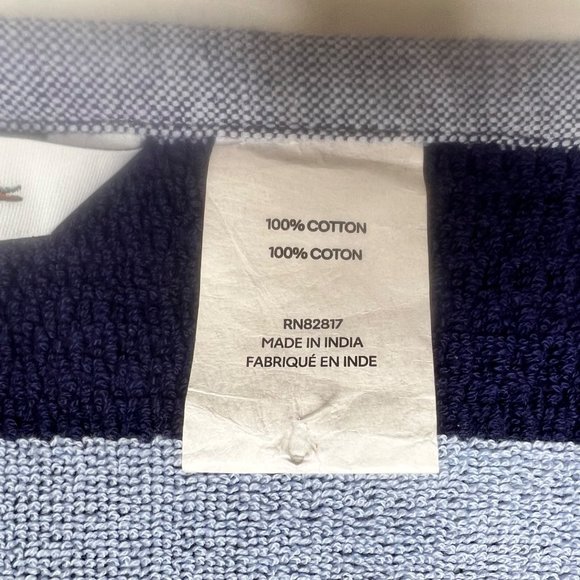 100% COTTON
100% COTON
RN82817
MADE IN INDIA
FABRIQUÉ EN INDE